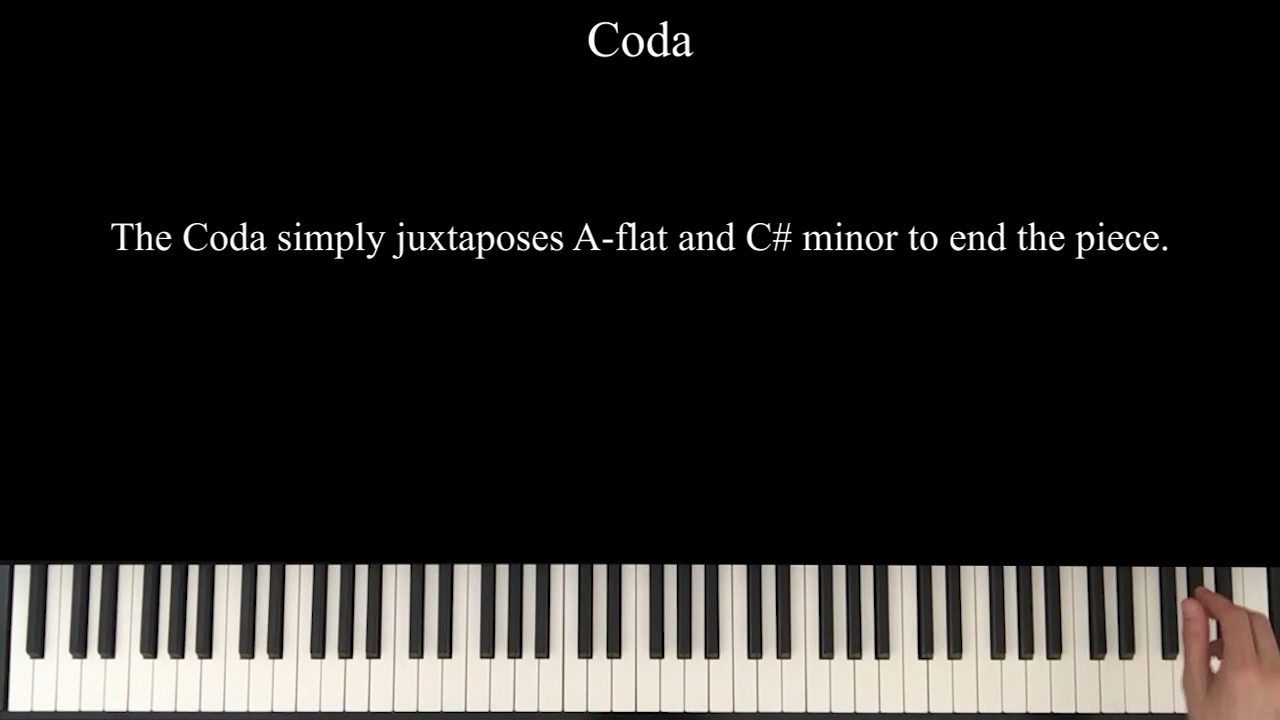 Coda
The Coda simply juxtaposes A-flat and C# minor to end the piece.